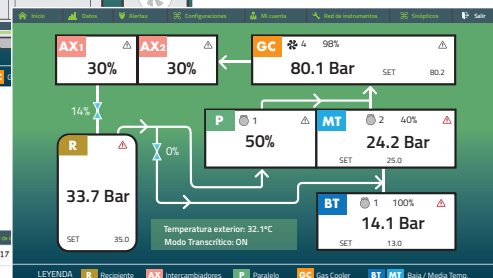 Inicio Datos Alertas Configuraciones Mi cuenta Red de instrumentos Sinópticos Salir
AX1 AX2 GC 4 98%
30% 30% 80.1 Bar SET 80.2
14%
P 1 MT 2 40%
50% 24.2 Bar
SET 25.0
R 0%
33.7 Bar
SET 35.0
BT 1 100%
14.1 Bar
SET 13.0
Temperatura exterior: 32.1ºC
Modo Transcrítico: ON
17
LEYENDA R Recipiente AX Intercambiadores P Paralelo GC Gas Cooler BT MT Baja / Media Temp.